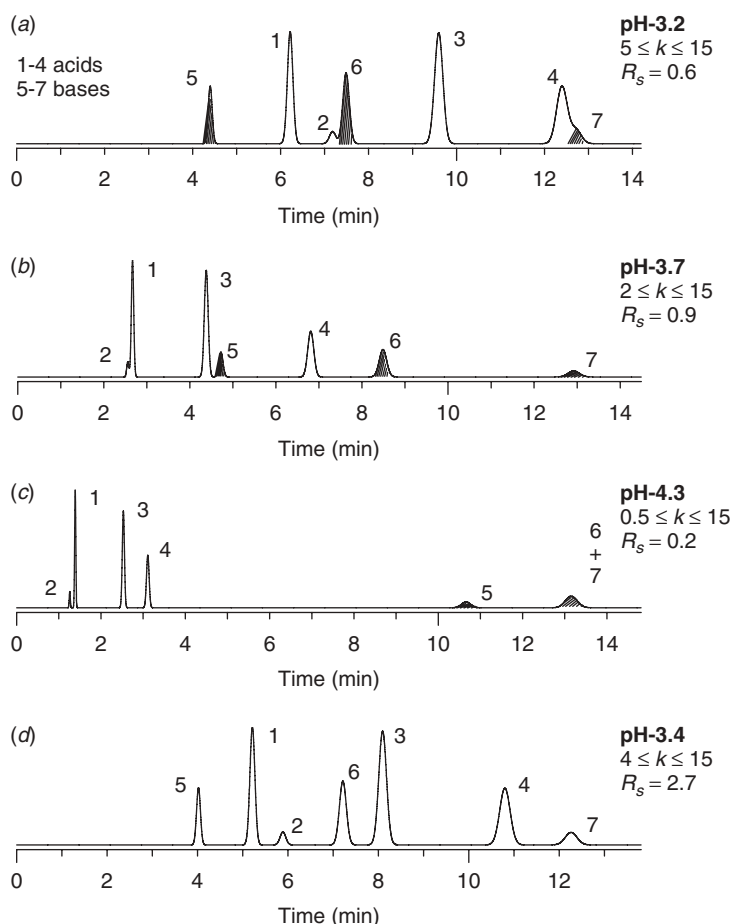 (a)
1-4 acids
5-7 bases
5
1
2
6
3
4
7
pH-3.2
5 ≤ k ≤ 15
Rs = 0.6
0 2 4 6 8 10 12 14
Time (min)
(b)
2
1
3
5
4
6
7
pH-3.7
2 ≤ k ≤ 15
Rs = 0.9
0 2 4 6 8 10 12 14
Time (min)
(c)
2
1
3
4
5
6
+
7
pH-4.3
0.5 ≤ k ≤ 15
Rs = 0.2
0 2 4 6 8 10 12 14
Time (min)
(d)
5
1
2
6
3
4
7
pH-3.4
4 ≤ k ≤ 15
Rs = 2.7
0 2 4 6 8 10 12
Time (min)